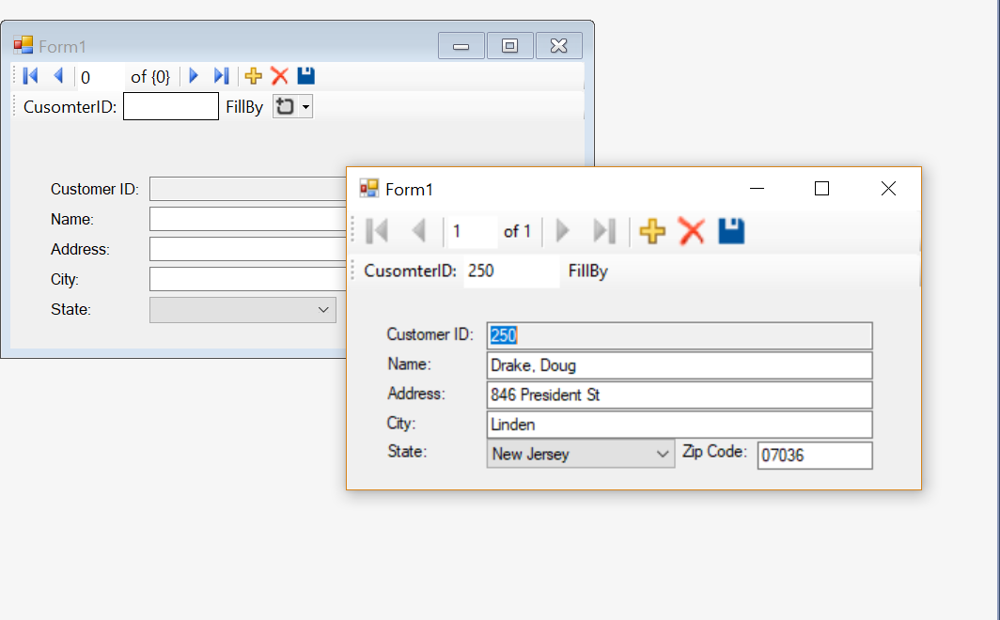 Form1
0 of {0}
CusomterID: FillBy
Customer ID:
Name:
Address:
City:
State:
Form1
1 of 1
CusomterID: 250 FillBy
Customer ID: 250
Name: Drake, Doug
Address: 846 President St
City: Linden
State: New Jersey Zip Code: 07036